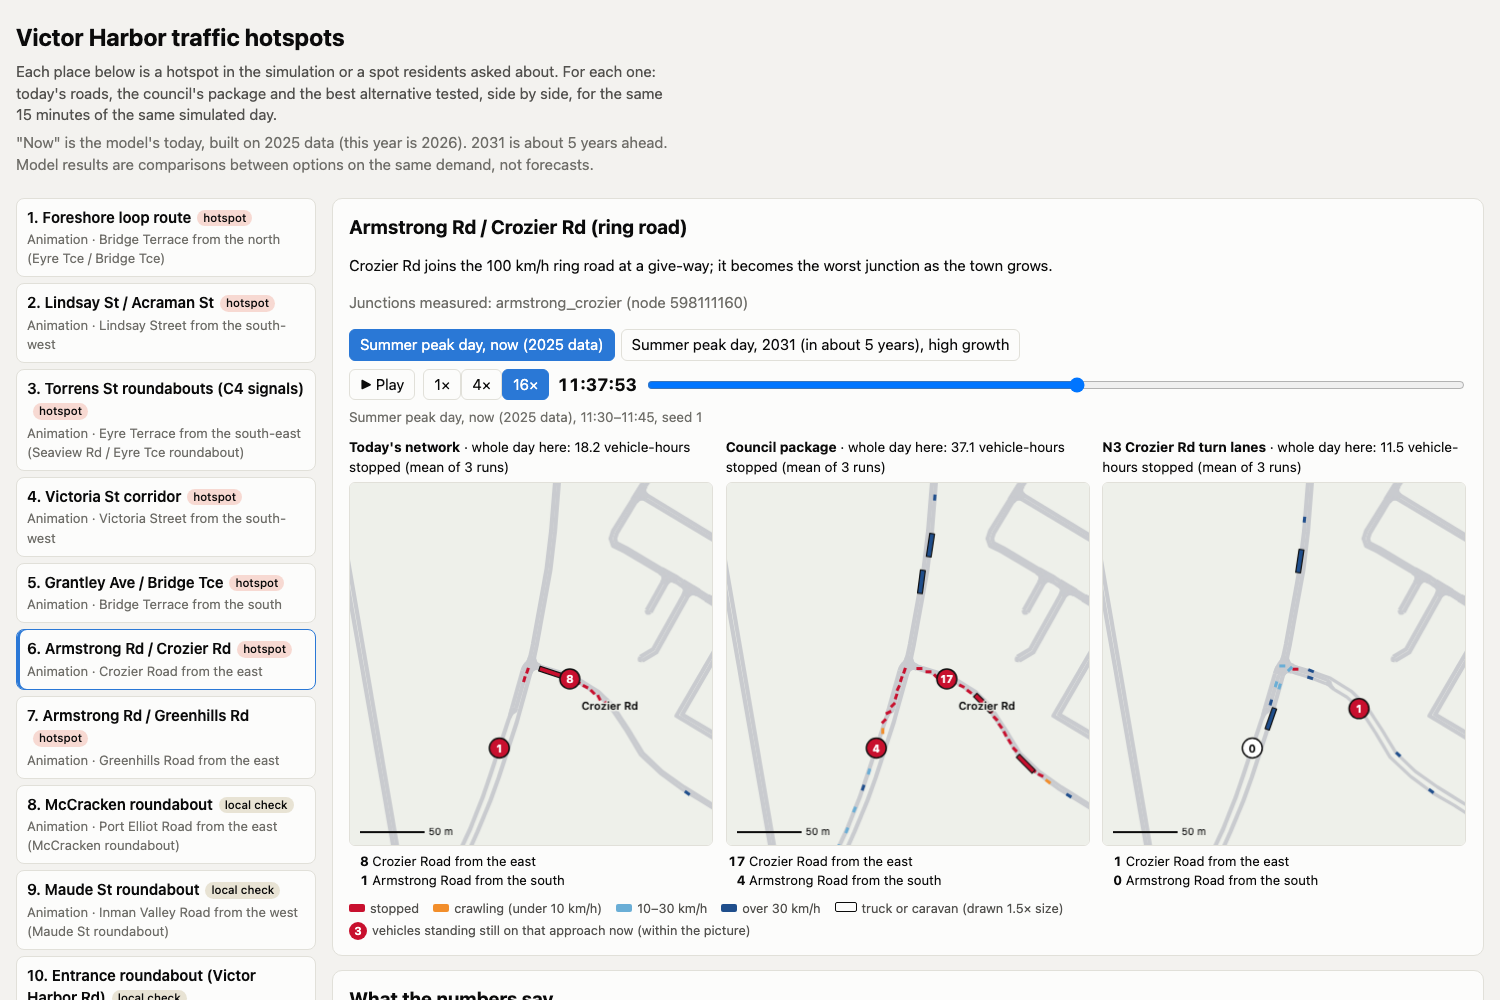 Victor Harbor traffic hotspots
Each place below is a hotspot in the simulation or a spot residents asked about. For each one:
today's roads, the council's package and the best alternative tested, side by side, for the same
15 minutes of the same simulated day.
"Now" is the model's today, built on 2025 data (this year is 2026). 2031 is about 5 years ahead.
Model results are comparisons between options on the same demand, not forecasts.
1. Foreshore loop route hotspot
Animation · Bridge Terrace from the north
(Eyre Tce / Bridge Tce)
2. Lindsay St / Acraman St hotspot
Animation · Lindsay Street from the south-
west
3. Torrens St roundabouts (C4 signals)
hotspot
Animation · Eyre Terrace from the south-east
(Seaview Rd / Eyre Tce roundabout)
4. Victoria St corridor hotspot
Animation · Victoria Street from the south-
west
5. Grantley Ave / Bridge Tce hotspot
Animation · Bridge Terrace from the south
6. Armstrong Rd / Crozier Rd hotspot
Animation · Crozier Road from the east
7. Armstrong Rd / Greenhills Rd
hotspot
Animation · Greenhills Road from the east
8. McCracken roundabout local check
Animation · Port Elliot Road from the east
(McCracken roundabout)
9. Maude St roundabout local check
Animation · Inman Valley Road from the west
(Maude St roundabout)
10. Entrance roundabout (Victor
Harbor Rd) local check
Armstrong Rd / Crozier Rd (ring road)
Crozier Rd joins the 100 km/h ring road at a give-way; it becomes the worst junction as the town grows.
Junctions measured: armstrong_crozier (node 598111160)
Summer peak day, now (2025 data)
Summer peak day, 2031 (in about 5 years), high growth
Play
1×
4×
16×
11:37:53
Summer peak day, now (2025 data), 11:30–11:45, seed 1
Today's network · whole day here: 18.2 vehicle-hours
stopped (mean of 3 runs)
8
Crozier Rd
1
50 m
8 Crozier Road from the east
1 Armstrong Road from the south
Council package · whole day here: 37.1 vehicle-hours
stopped (mean of 3 runs)
17
Crozier Rd
4
50 m
17 Crozier Road from the east
4 Armstrong Road from the south
N3 Crozier Rd turn lanes · whole day here: 11.5 vehicle-
hours stopped (mean of 3 runs)
1
0
50 m
1 Crozier Road from the east
0 Armstrong Road from the south
stopped
crawling (under 10 km/h)
10–30 km/h
over 30 km/h
truck or caravan (drawn 1.5× size)
3 vehicles standing still on that approach now (within the picture)
What the numbers say